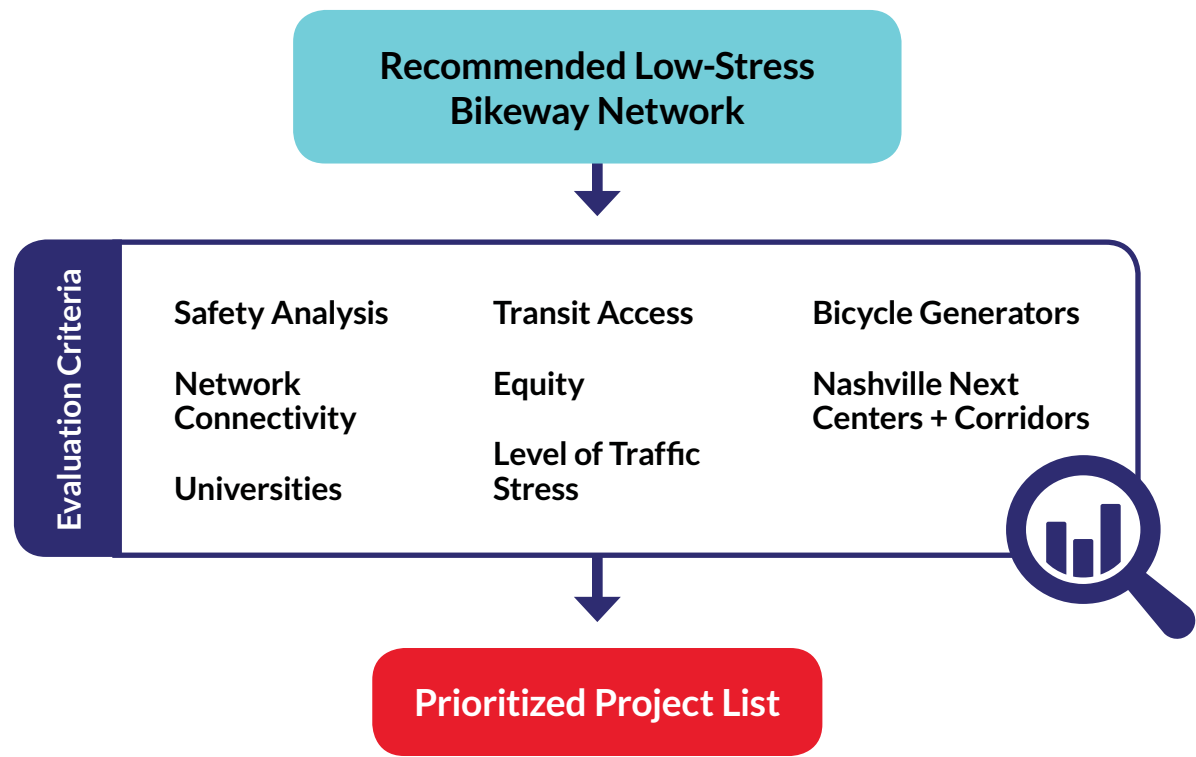 Recommended Low-Stress
Bikeway Network
Evaluation Criteria
Safety Analysis
Network
Connectivity
Universities
Transit Access
Equity
Level of Traffic
Stress
Bicycle Generators
Nashville Next
Centers + Corridors
Prioritized Project List